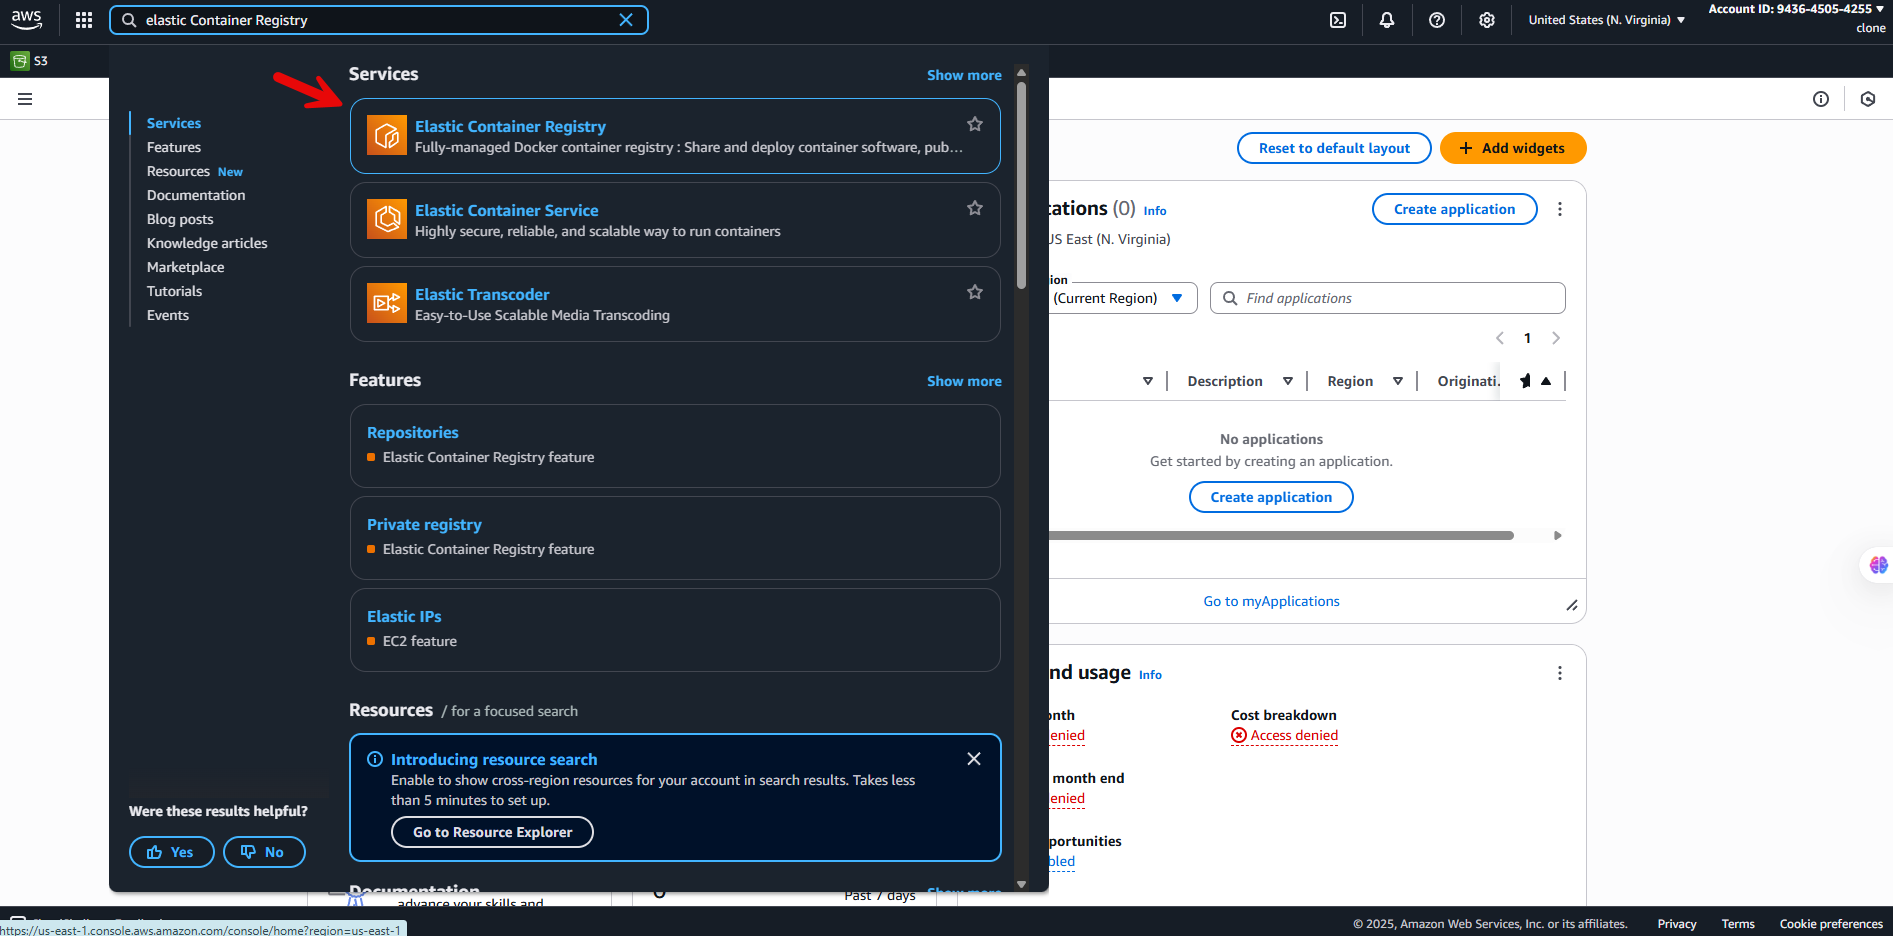 aws
elastic Container Registry
United States (N. Virginia)
Account ID: 9436-4505-4255
clone
S3
Services
Features
Resources New
Documentation
Blog posts
Knowledge articles
Marketplace
Tutorials
Events
Were these results helpful?
Yes
No
Services
Show more
Elastic Container Registry
Fully-managed Docker container registry : Share and deploy container software, pub…
Elastic Container Service
Highly secure, reliable, and scalable way to run containers
Elastic Transcoder
Easy-to-Use Scalable Media Transcoding
Features
Show more
Repositories
Elastic Container Registry feature
Private registry
Elastic Container Registry feature
Elastic IPs
EC2 feature
Resources / for a focused search
Introducing resource search
Enable to show cross-region resources for your account in search results. Takes less
than 5 minutes to set up.
Go to Resource Explorer
Documentation
Show more
advance your skills and
Past 7 days
Reset to default layout
+ Add widgets
cations (0) Info
Create application
US East (N. Virginia)
ion
(Current Region)
Find applications
1
Description
Region
Originati.
No applications
Get started by creating an application.
Create application
Go to myApplications
nd usage Info
onth
enied
Cost breakdown
Access denied
month end
enied
portunities
bled
https://us-east-1.console.aws.amazon.com/console/home?region=us-east-1
© 2025, Amazon Web Services, Inc. or its affiliates.
Privacy
Terms
Cookie preferences